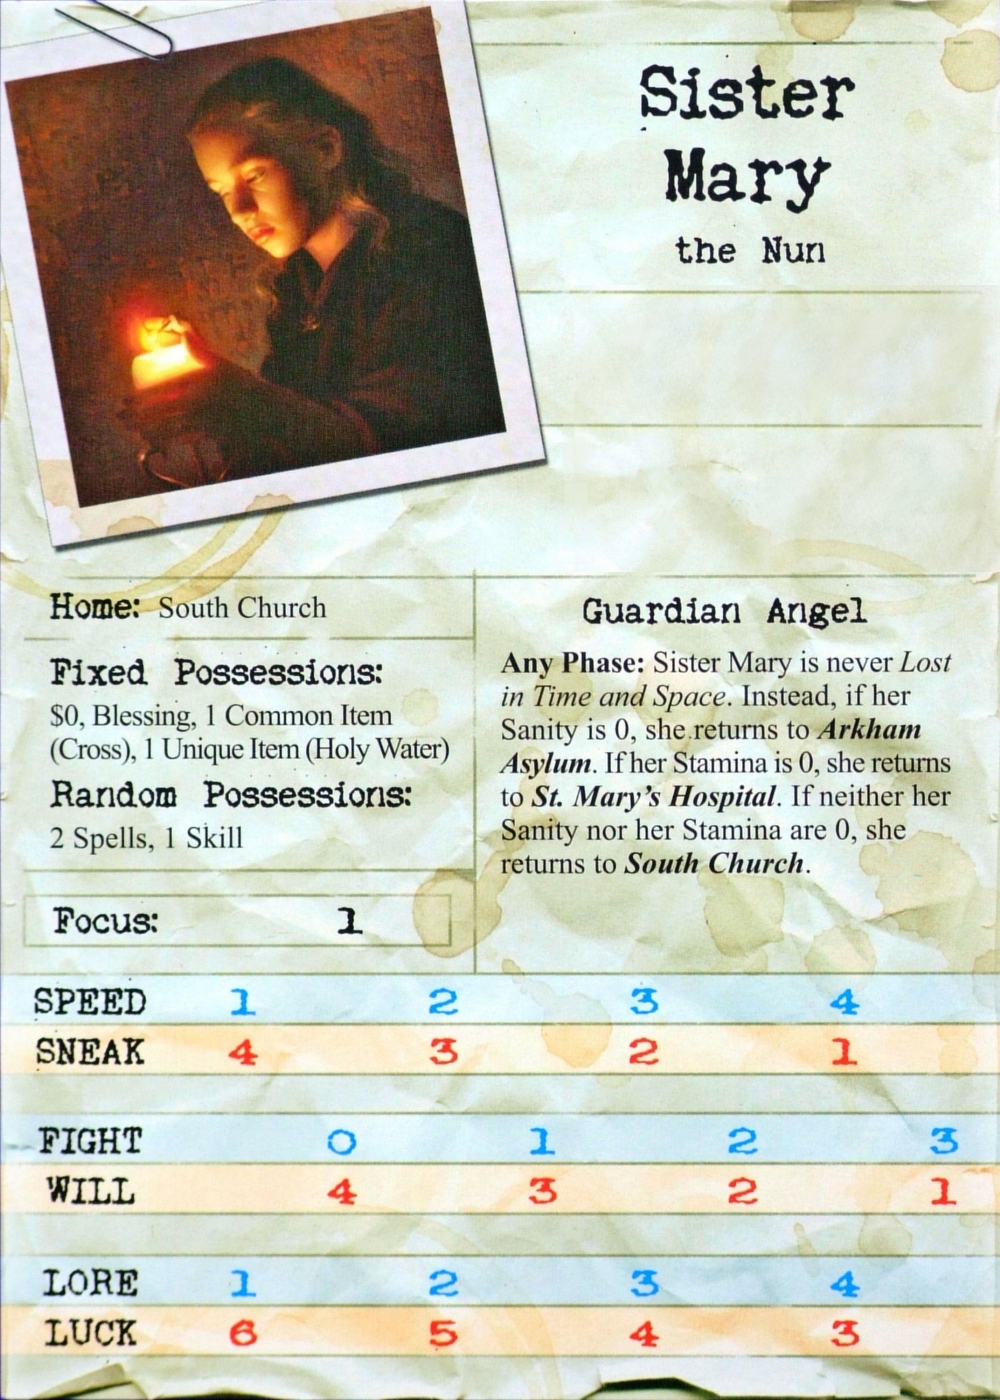 Sister
Mary
the Nun
Home: South Church
Fixed Possessions:
$0, Blessing, 1 Common Item
(Cross), 1 Unique Item (Holy Water)
Random Possessions:
2 Spells, 1 Skill
Focus: 1
Guardian Angel
Any Phase: Sister Mary is never Lost
in Time and Space. Instead, if her
Sanity is 0, she returns to Arkham
Asylum. If her Stamina is 0, she returns
to St. Mary's Hospital. If neither her
Sanity nor her Stamina are 0, she
returns to South Church.
SPEED 1 2 3 4
SNEAK 4 3 2 1
FIGHT 0 1 2 3
WILL 4 3 2 1
LORE 1 2 3 4
LUCK 6 5 4 3